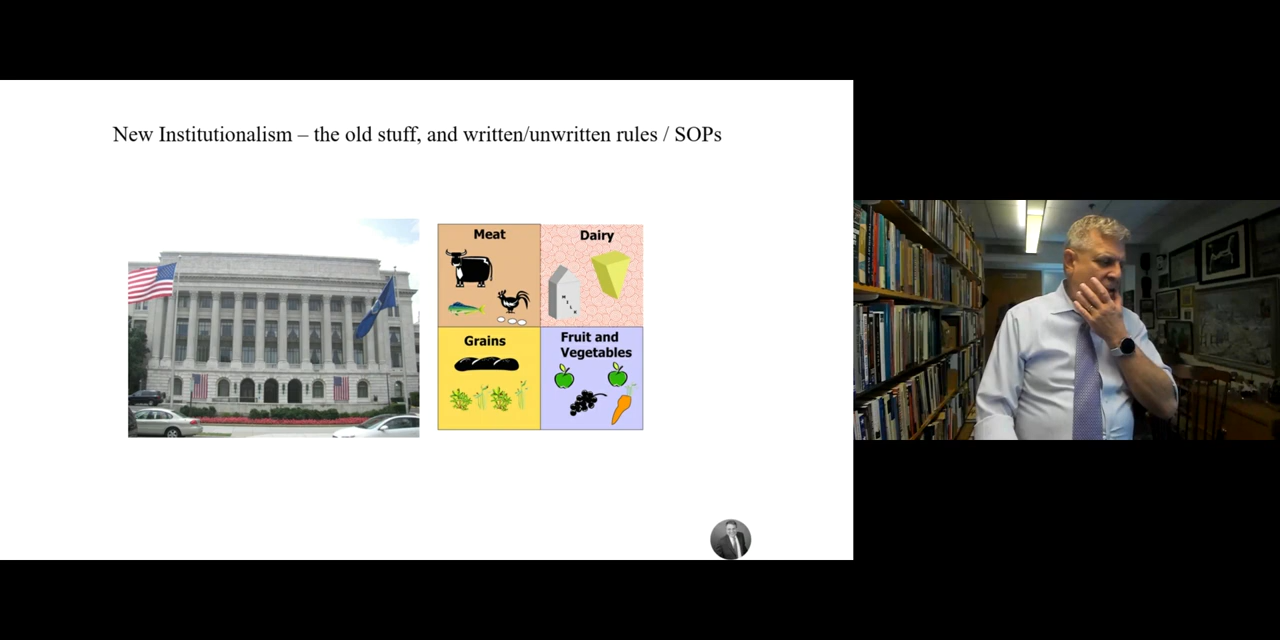 New Institutionalism – the old stuff, and written/unwritten rules / SOPs
Meat
Dairy
Grains
Fruit and
Vegetables